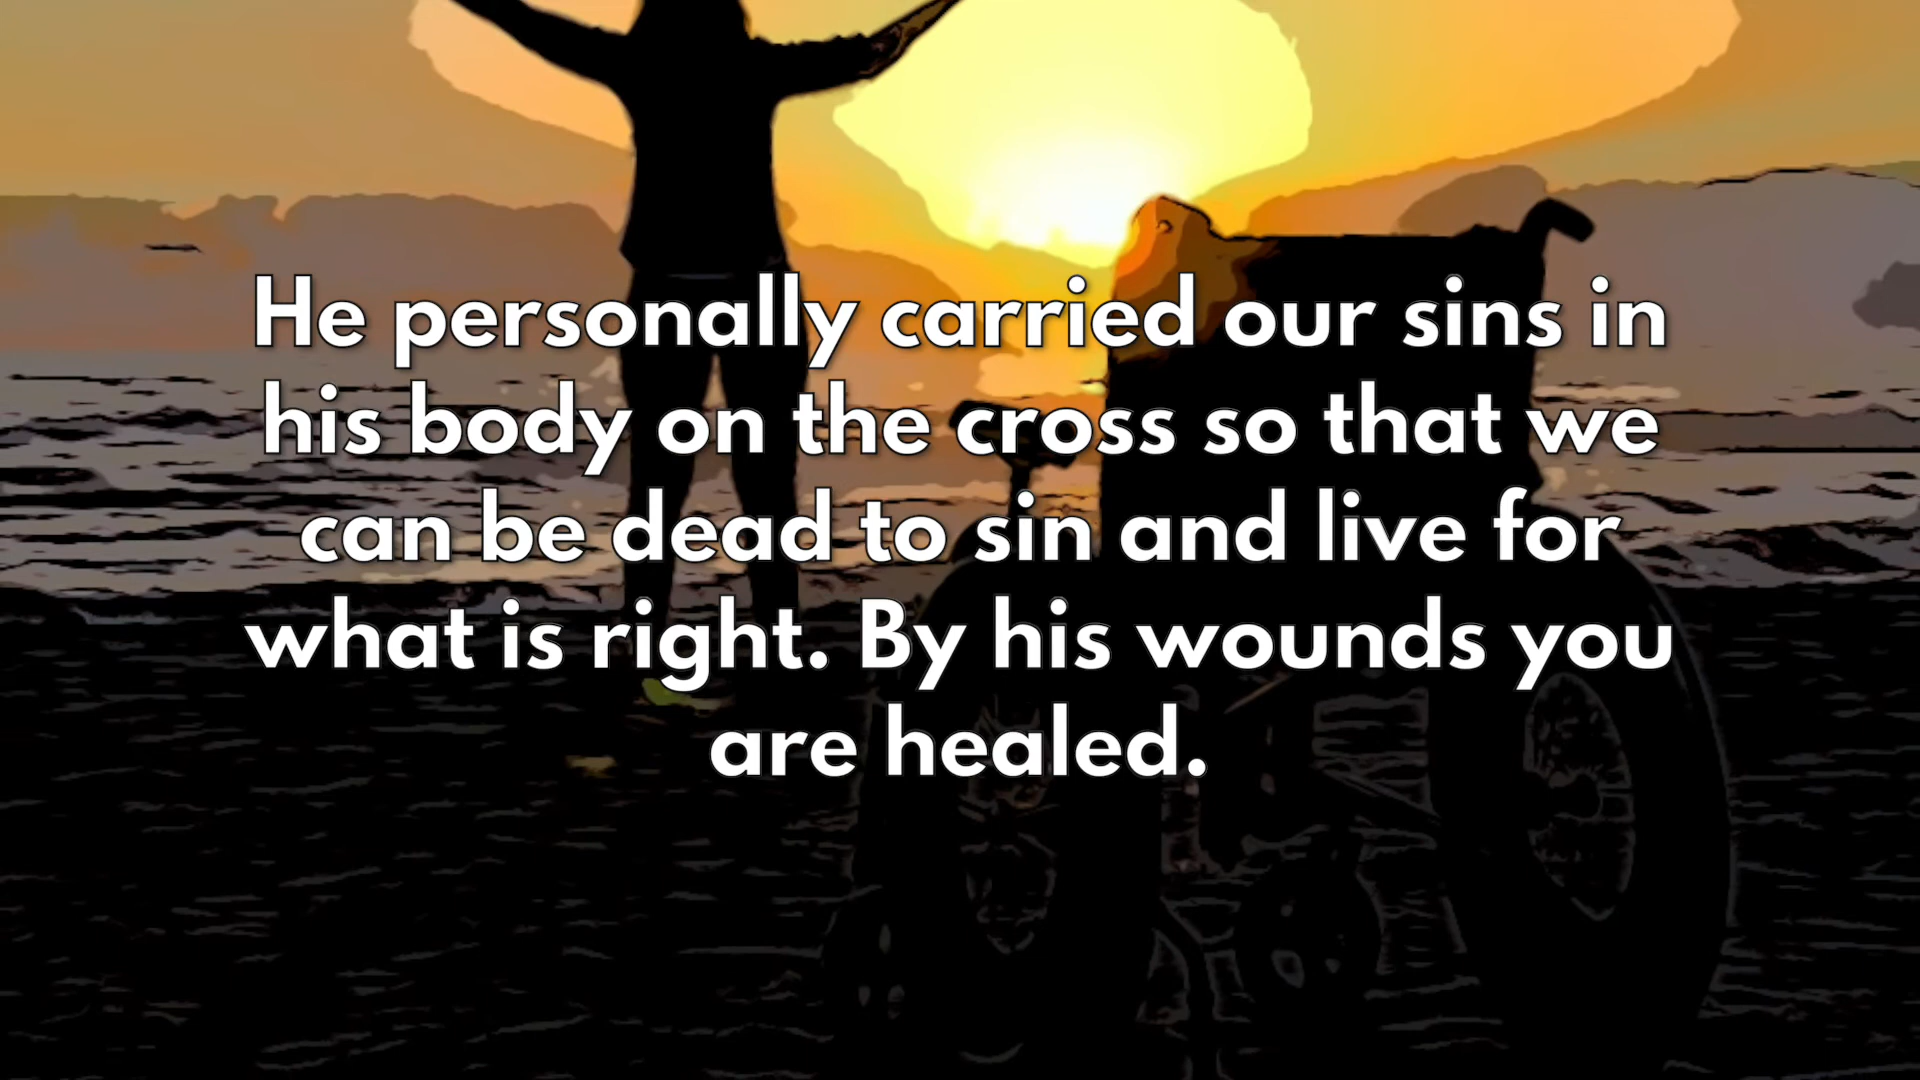 He personally carried our sins in
his body on the cross so that we
can be dead to sin and live for
what is right. By his wounds you
are healed.